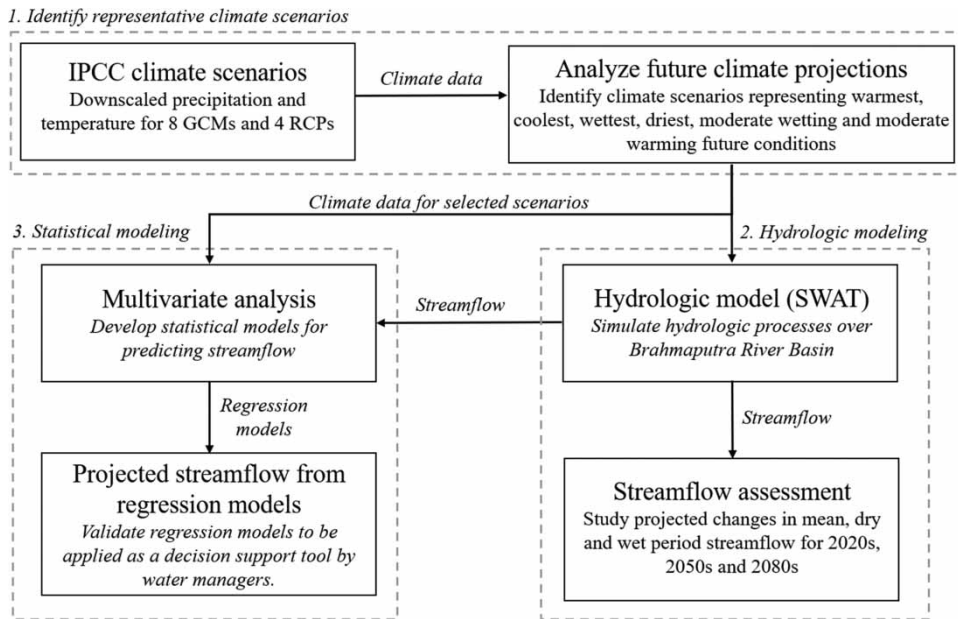 1. Identify representative climate scenarios
IPCC climate scenarios
Downscaled precipitation and
temperature for 8 GCMs and 4 RCPs
Climate data
Analyze future climate projections
Identify climate scenarios representing warmest,
coolest, wettest, driest, moderate wetting and moderate
warming future conditions
Climate data for selected scenarios
3. Statistical modeling
2. Hydrologic modeling
Multivariate analysis
Develop statistical models for
predicting streamflow
Streamflow
Hydrologic model (SWAT)
Simulate hydrologic processes over
Brahmaputra River Basin
Regression
models
Streamflow
Projected streamflow from
regression models
Validate regression models to be
applied as a decision support tool by
water managers.
Streamflow assessment
Study projected changes in mean, dry
and wet period streamflow for 2020s,
2050s and 2080s